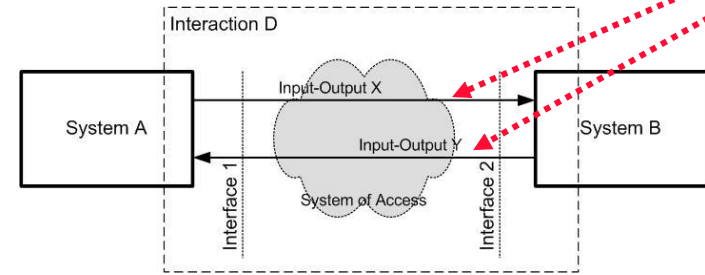 Interaction D
Input-Output X
System A
System B
Input-Output Y
System of Access
Interface 1
Interface 2